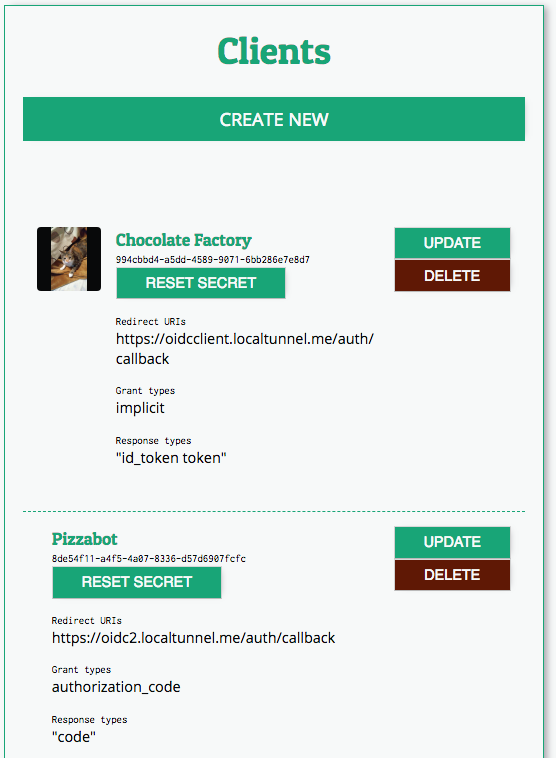 Clients
CREATE NEW
Chocolate Factory
994cbbd4-a5dd-4589-9071-6bb286e7e8d7
RESET SECRET
UPDATE
DELETE
Redirect URIs
https://oidcclient.localtunnel.me/auth/
callback
Grant types
implicit
Response types
"id_token token"
Pizzabot
8de54f11-a4f5-4a07-8336-d57d6907fcfc
RESET SECRET
UPDATE
DELETE
Redirect URIs
https://oidc2.localtunnel.me/auth/callback
Grant types
authorization_code
Response types
"code"